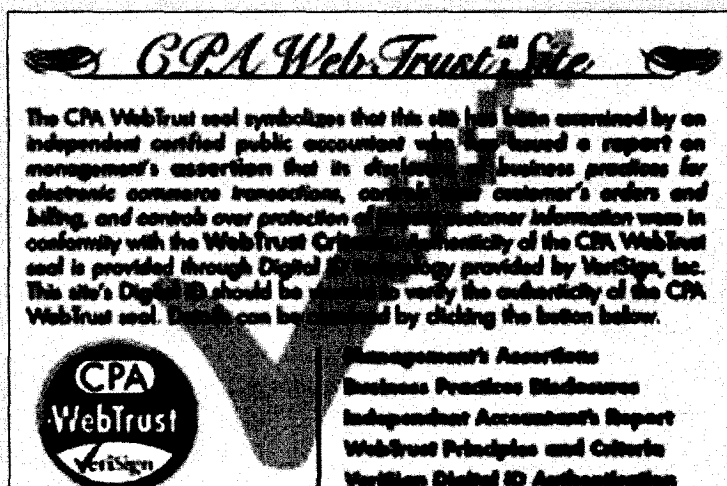 CPA WebTrust℠ Site
The CPA WebTrust seal symbolizes that this site has been examined by an
independent certified public accountant who has issued a report on
management's assertion that its disclosure of business practices for
electronic commerce transactions, controls over customer's orders and
billing, and controls over protection of customer information were in
conformity with the WebTrust Criteria. Authenticity of the CPA WebTrust
seal is provided through Digital ID technology provided by VeriSign, Inc.
This site's Digital ID should be to verify the authenticity of the CPA
WebTrust seal. Details can be by clicking the button below.
CPA
WebTrust
VeriSign
Management's Assertions
Business Practices Disclosures
Independent Accountant's Report
WebTrust Principles and Criteria
VeriSign Digital ID Authentication